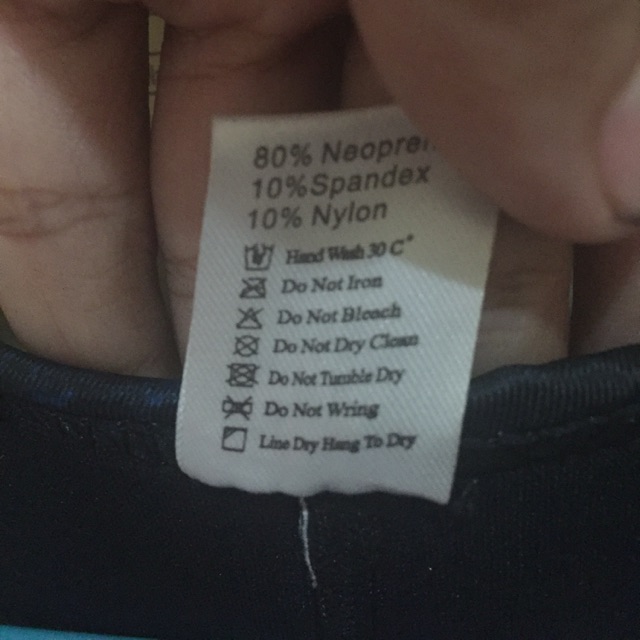 80% Neopren
10%Spandex
10% Nylon
Hand Wash 30 C°
Do Not Iron
Do Not Bleach
Do Not Dry Clean
Do Not Tumble Dry
Do Not Wring
Line Dry Hang To Dry